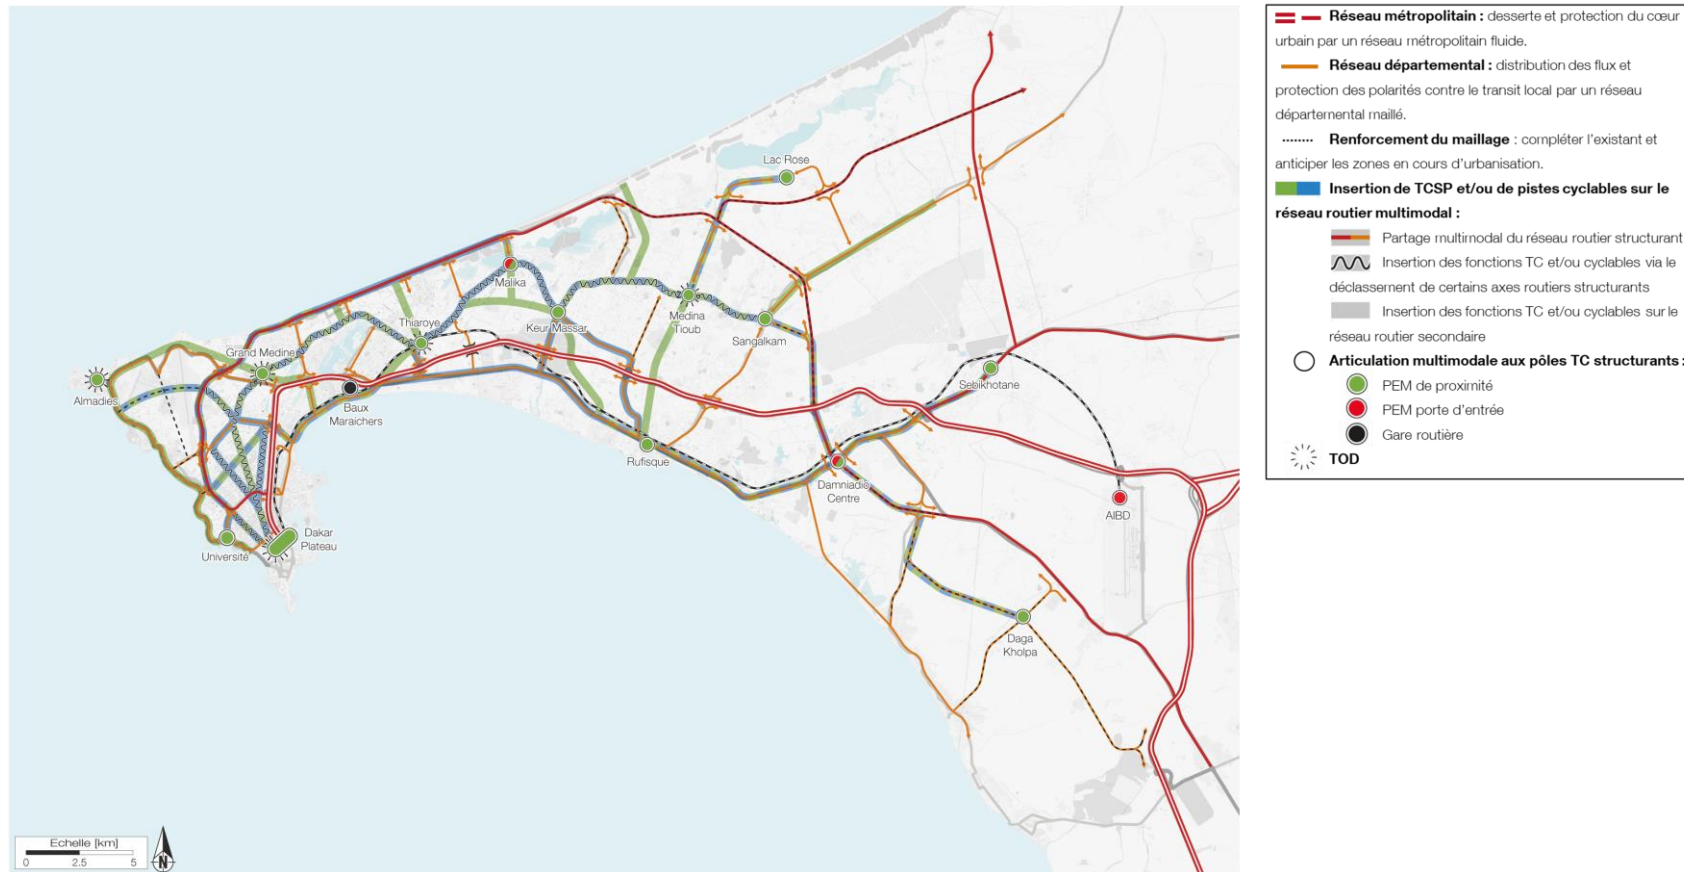 Lac Rose
Malika
Thiaroye
Keur Massar
Medina
Tioub
Sangalkam
Grand Medine
Almadies
Baux
Maraichers
Sebikhotane
Rufisque
Damniadio
Centre
AIBD
Dakar
Plateau
Université
Daga
Kholpa
Echelle [km]
0 2.5 5
N
Réseau métropolitain : desserte et protection du cœur
urbain par un réseau métropolitain fluide.
Réseau départemental : distribution des flux et
protection des polarités contre le transit local par un réseau
départemental maillé.
Renforcement du maillage : compléter l'existant et
anticiper les zones en cours d'urbanisation.
Insertion de TCSP et/ou de pistes cyclables sur le
réseau routier multimodal :
Partage multimodal du réseau routier structurant
Insertion des fonctions TC et/ou cyclables via le
déclassement de certains axes routiers structurants
Insertion des fonctions TC et/ou cyclables sur le
réseau routier secondaire
Articulation multimodale aux pôles TC structurants :
PEM de proximité
PEM porte d'entrée
Gare routière
TOD